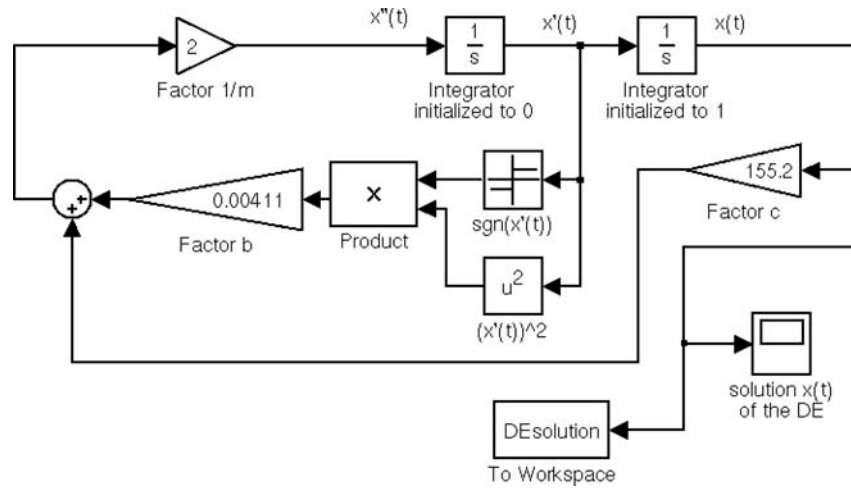 x''(t)
x'(t)
x(t)
2
1
s
1
s
Factor 1/m
Integrator
initialized to 0
Integrator
initialized to 1
+
+
0.00411
Factor b
x
Product
sgn(x'(t))
155.2
Factor c
u²
(x'(t))^2
solution x(t)
of the DE
DEsolution
To Workspace